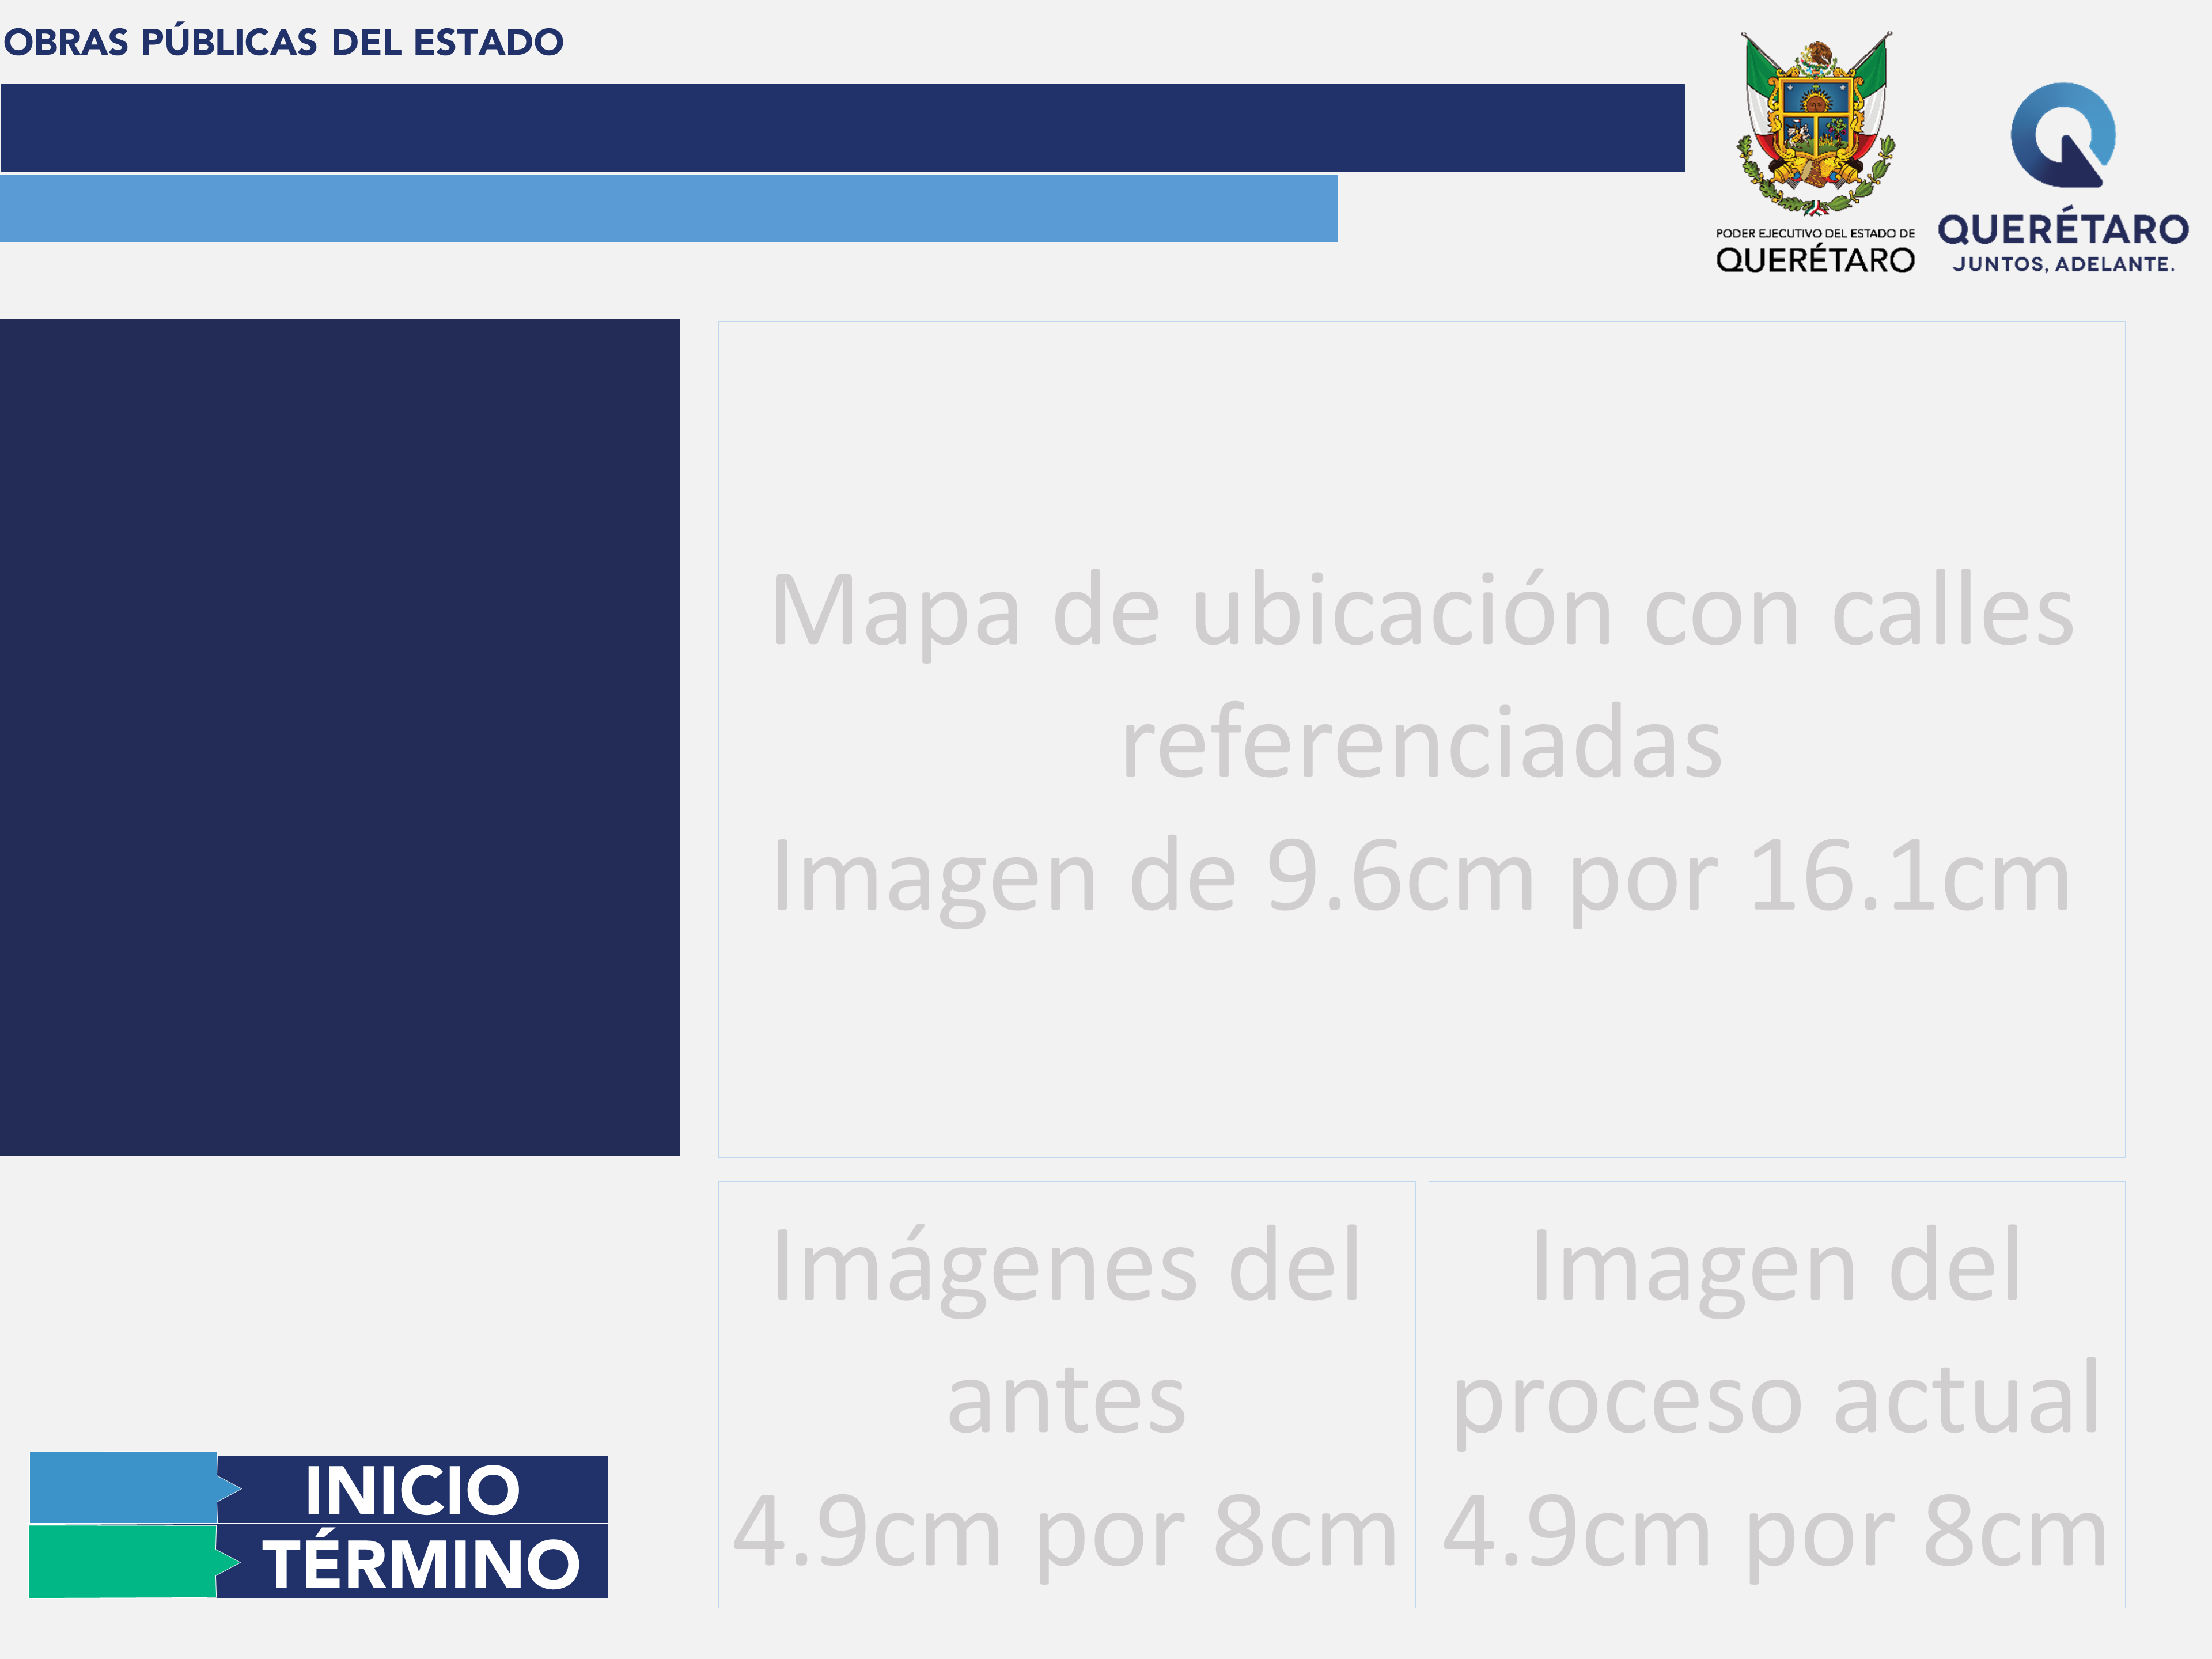 OBRAS PÚBLICAS DEL ESTADO
PODER EJECUTIVO DEL ESTADO DE
QUERÉTARO
QUERÉTARO
JUNTOS, ADELANTE.
Mapa de ubicación con calles
referenciadas
Imagen de 9.6cm por 16.1cm
Imágenes del
antes
4.9cm por 8cm
Imagen del
proceso actual
4.9cm por 8cm
INICIO
TÉRMINO